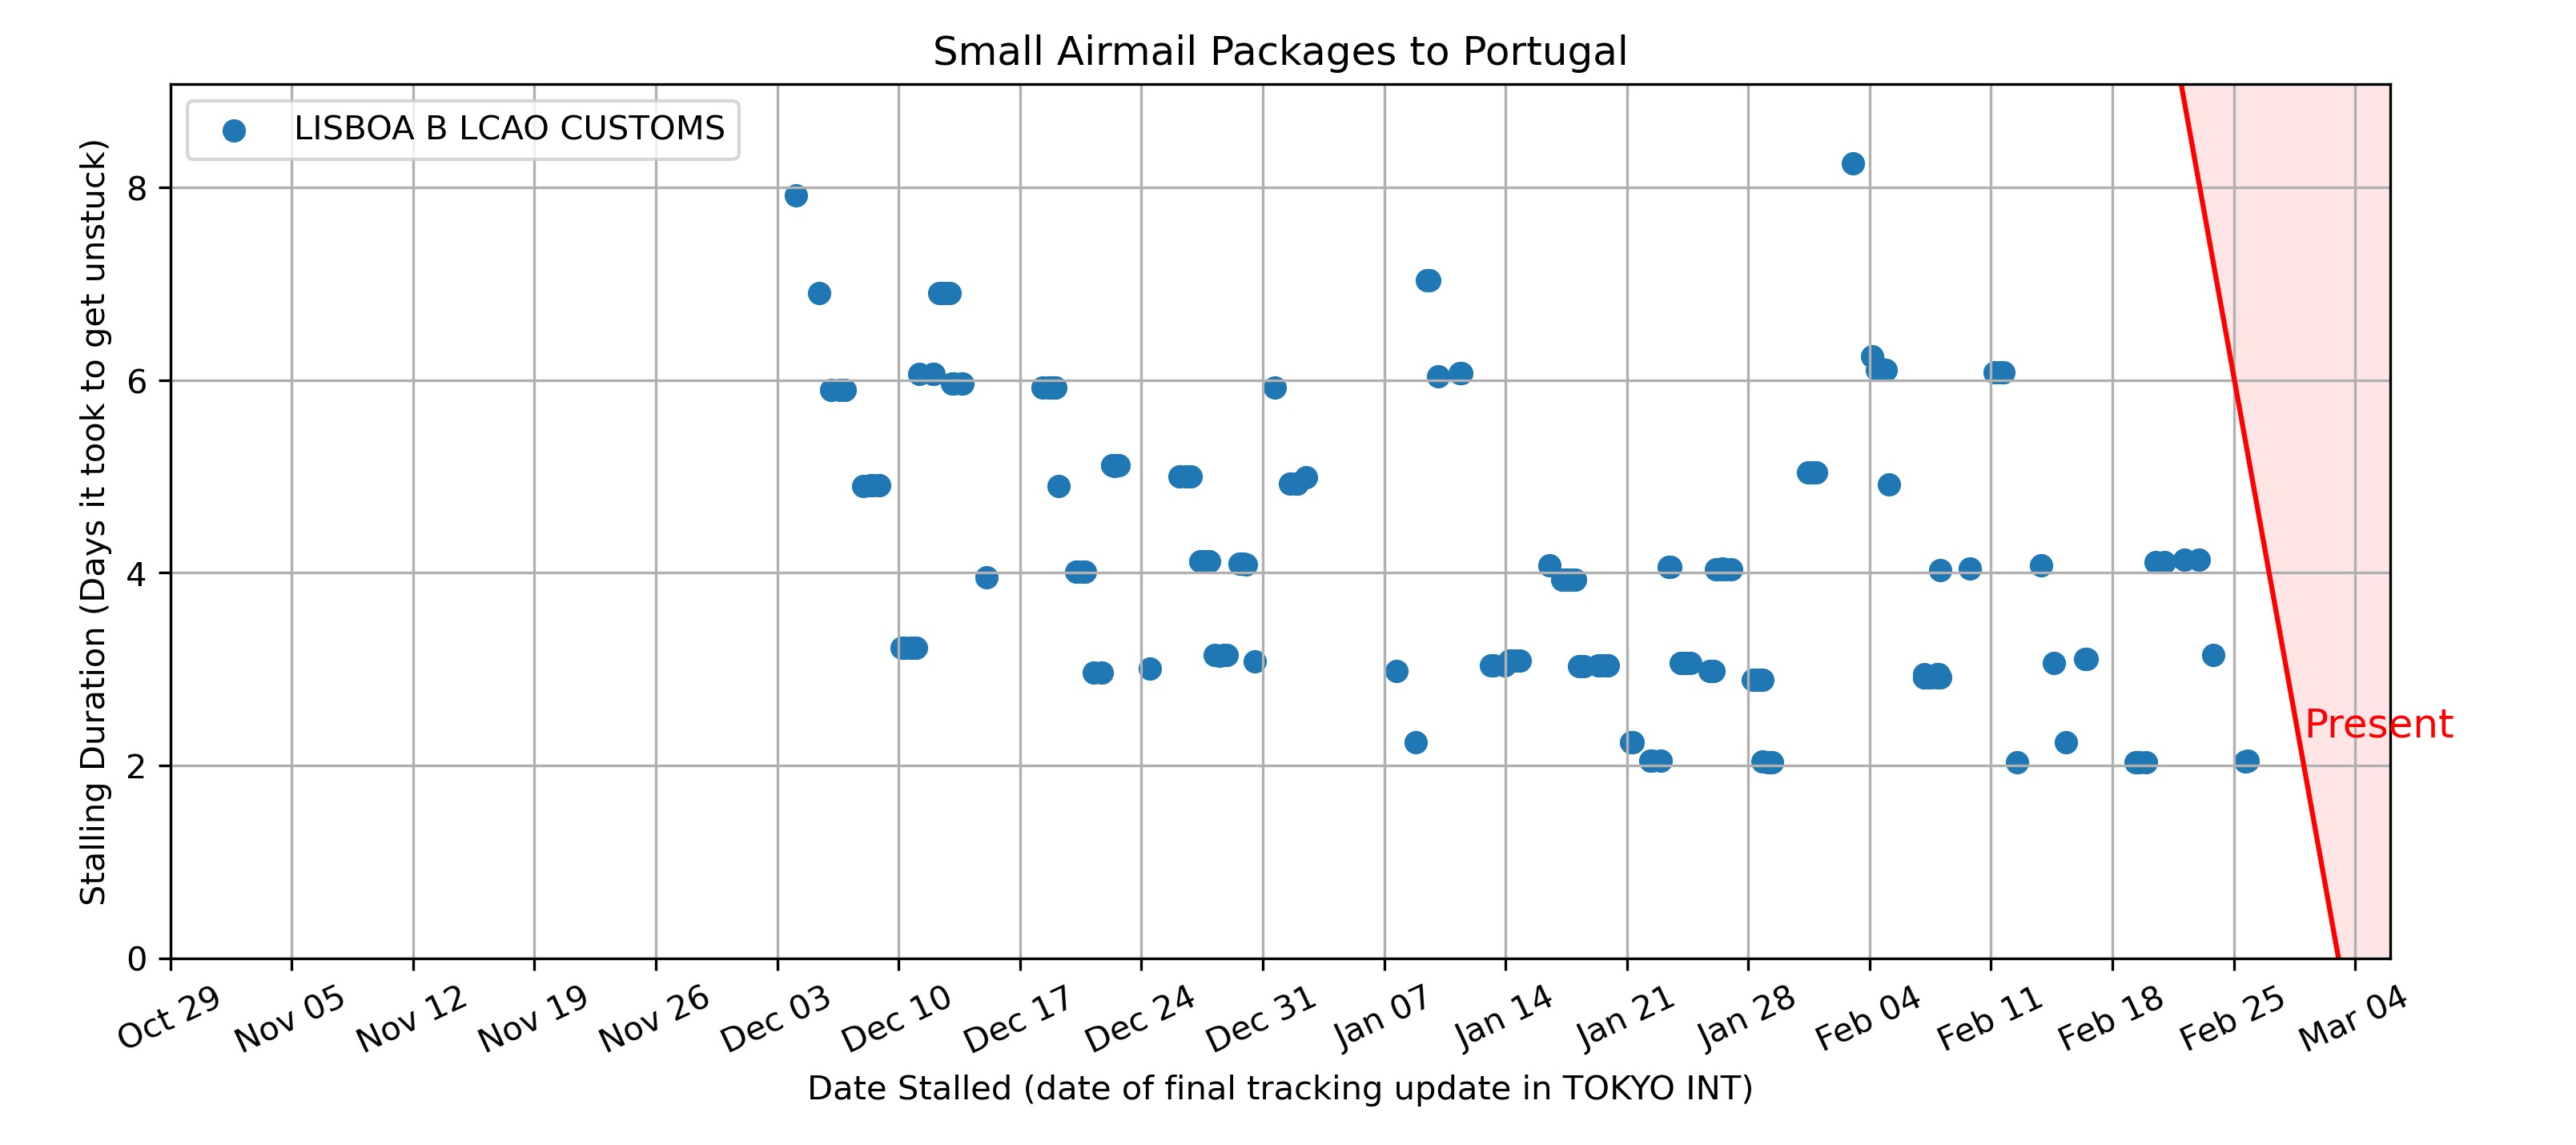 Small Airmail Packages to Portugal
LISBOA B LCAO CUSTOMS
Stalling Duration (Days it took to get unstuck)
8
6
4
2
0
Present
Oct 29
Nov 05
Nov 12
Nov 19
Nov 26
Dec 03
Dec 10
Dec 17
Dec 24
Dec 31
Jan 07
Jan 14
Jan 21
Jan 28
Feb 04
Feb 11
Feb 18
Feb 25
Mar 04
Date Stalled (date of final tracking update in TOKYO INT)